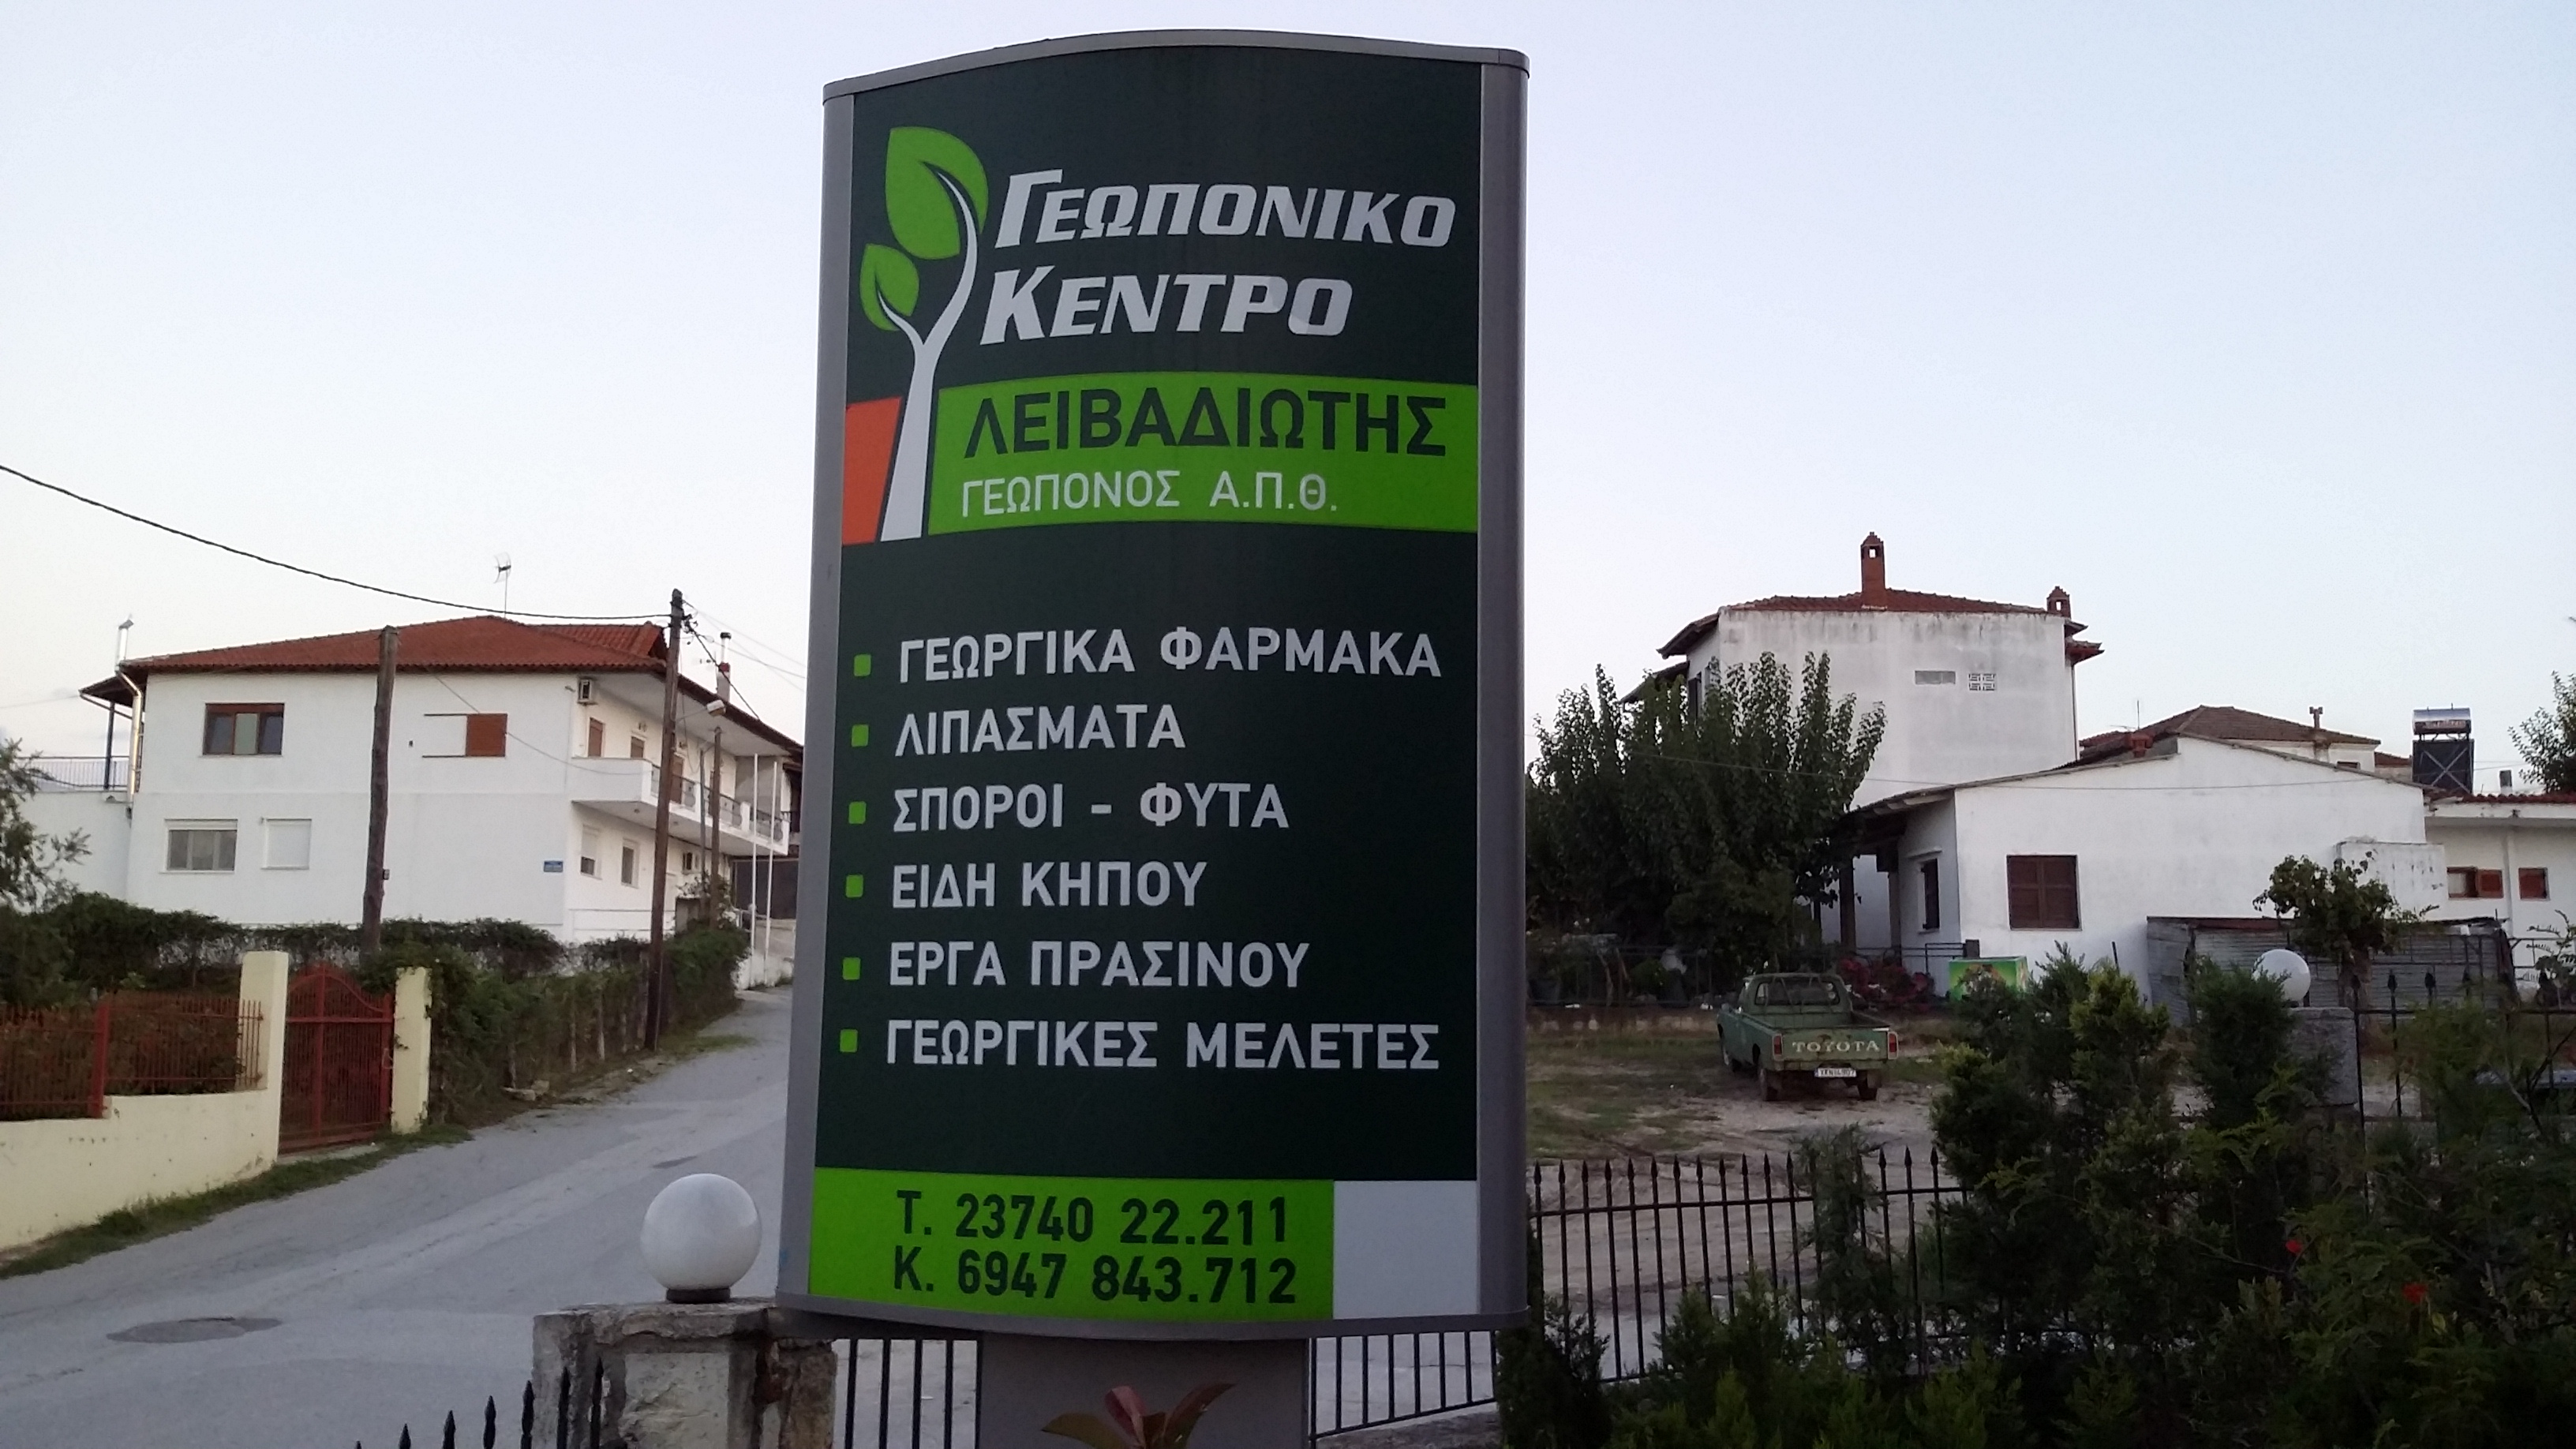 ΓΕΩΠΟΝΙΚΟ
ΚΕΝΤΡΟ
ΛΕΙΒΑΔΙΩΤΗΣ
ΓΕΩΠΟΝΟΣ Α.Π.Θ.
ΓΕΩΡΓΙΚΑ ΦΑΡΜΑΚΑ
ΛΙΠΑΣΜΑΤΑ
ΣΠΟΡΟΙ - ΦΥΤΑ
ΕΙΔΗ ΚΗΠΟΥ
ΕΡΓΑ ΠΡΑΣΙΝΟΥ
ΓΕΩΡΓΙΚΕΣ ΜΕΛΕΤΕΣ
Τ. 23740 22.211
Κ. 6947 843.712
TOYOTA